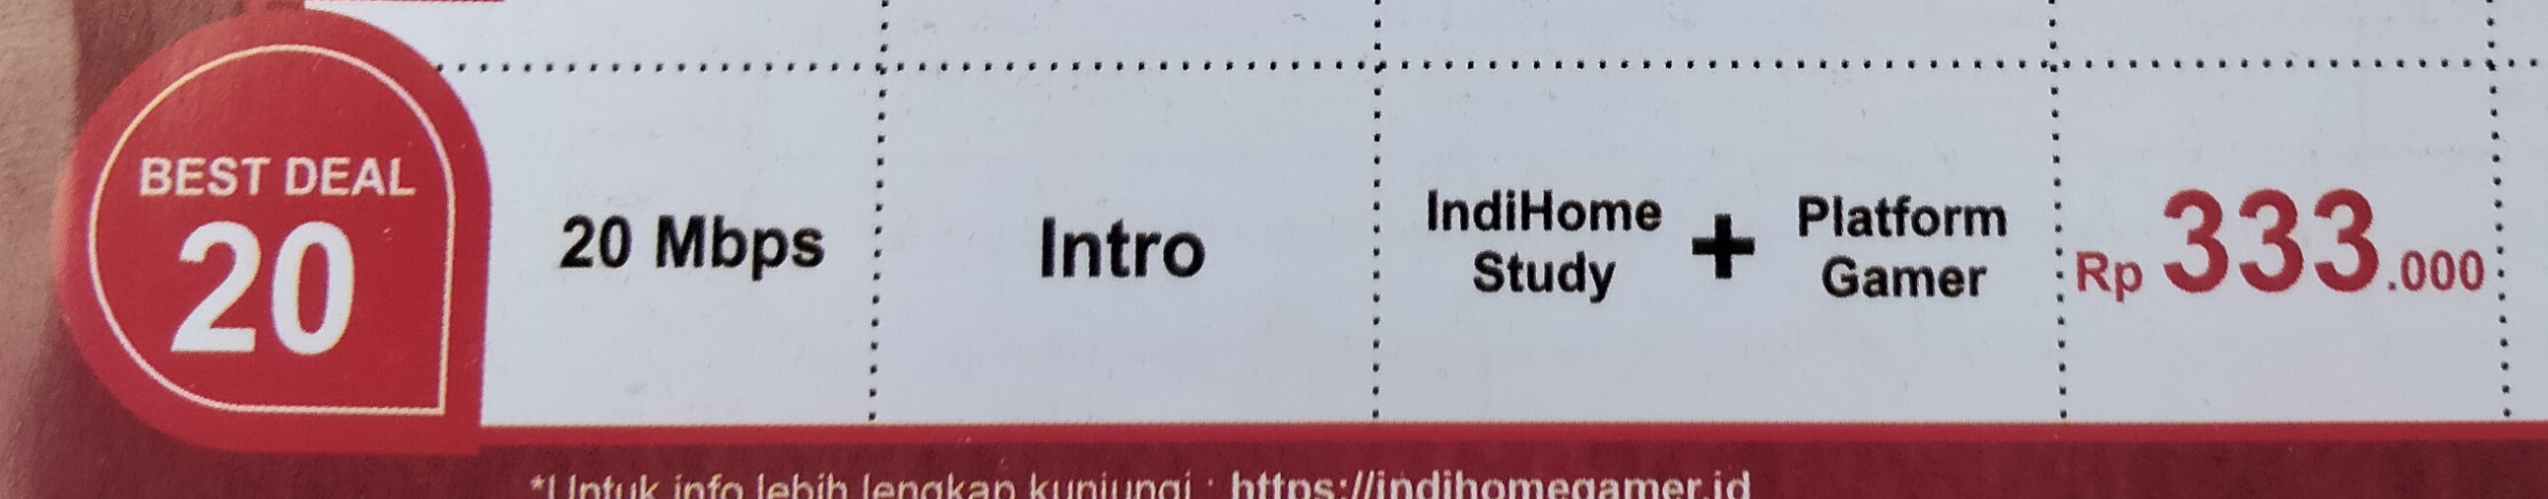 BEST DEAL
20
20 Mbps
Intro
IndiHome
Study
+
Platform
Gamer
Rp 333.000
*Untuk info lebih lengkap kunjungi : https://indihomegamer.id